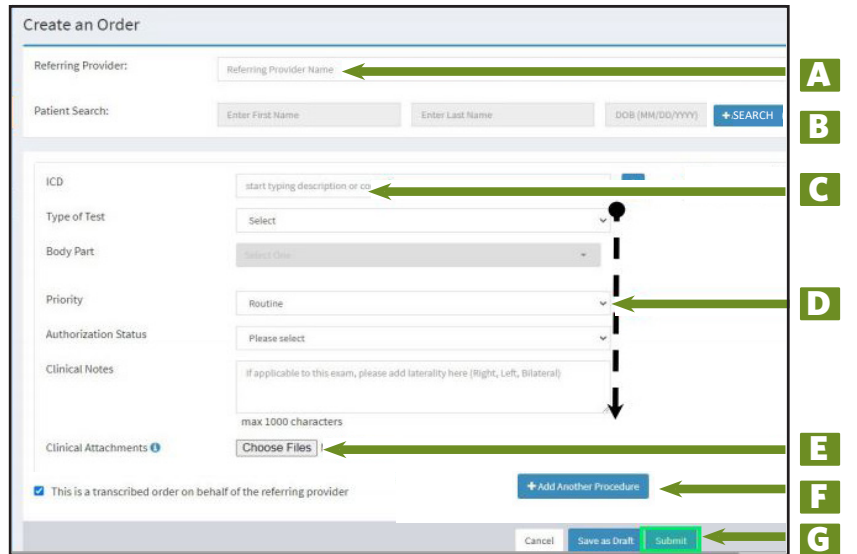 Create an Order
Referring Provider: Referring Provider Name A
Patient Search: Enter First Name Enter Last Name DOB (MM/DD/YYYY) +SEARCH B
ICD start typing description or co C
Type of Test Select
Body Part Select One
Priority Routine D
Authorization Status Please select
Clinical Notes If applicable to this exam, please add laterality here (Right, Left, Bilateral)
max 1000 characters
Clinical Attachments Choose Files E
This is a transcribed order on behalf of the referring provider + Add Another Procedure F
Cancel Save as Draft Submit G